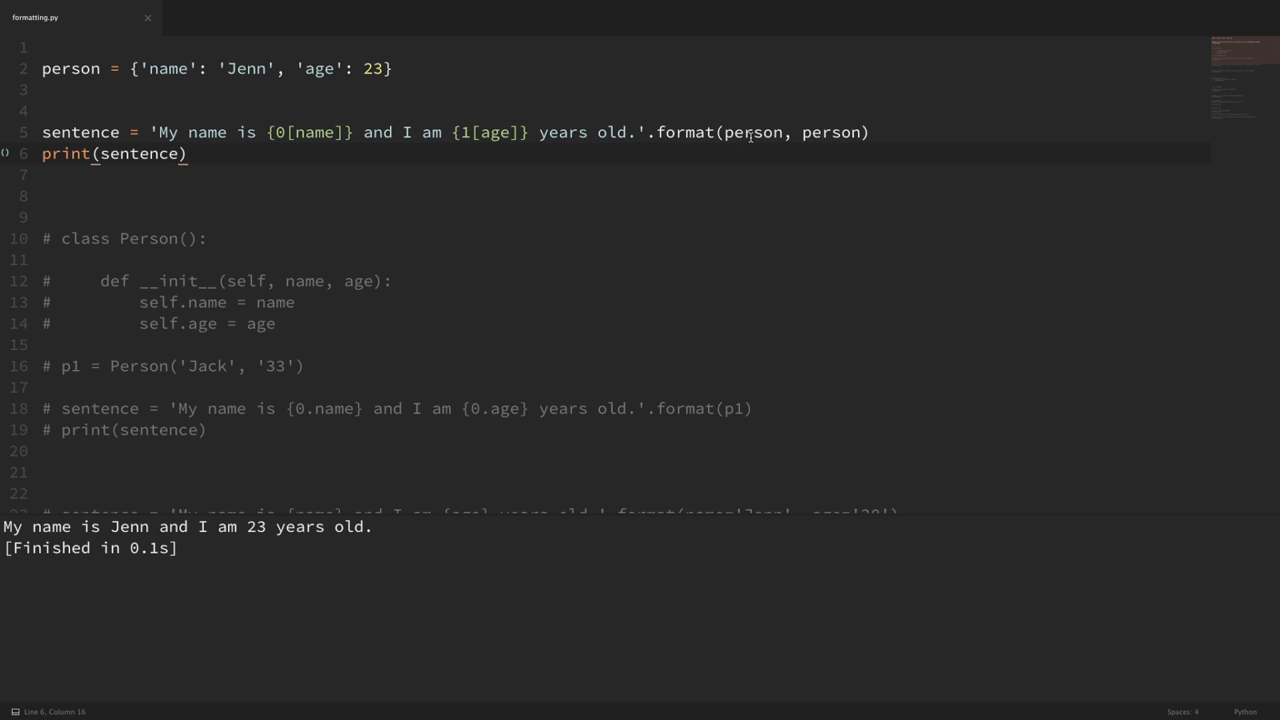 formatting.py
1
2 person = {'name': 'Jenn', 'age': 23}
3
4
5 sentence = 'My name is {0[name]} and I am {1[age]} years old.'.format(person, person)
() 6 print(sentence)
7
8
9
10 # class Person():
11
12 #     def __init__(self, name, age):
13 #         self.name = name
14 #         self.age = age
15
16 # p1 = Person('Jack', '33')
17
18 # sentence = 'My name is {0.name} and I am {0.age} years old.'.format(p1)
19 # print(sentence)
20
21
22
My name is Jenn and I am 23 years old.
[Finished in 0.1s]
Line 6, Column 16
Spaces: 4
Python